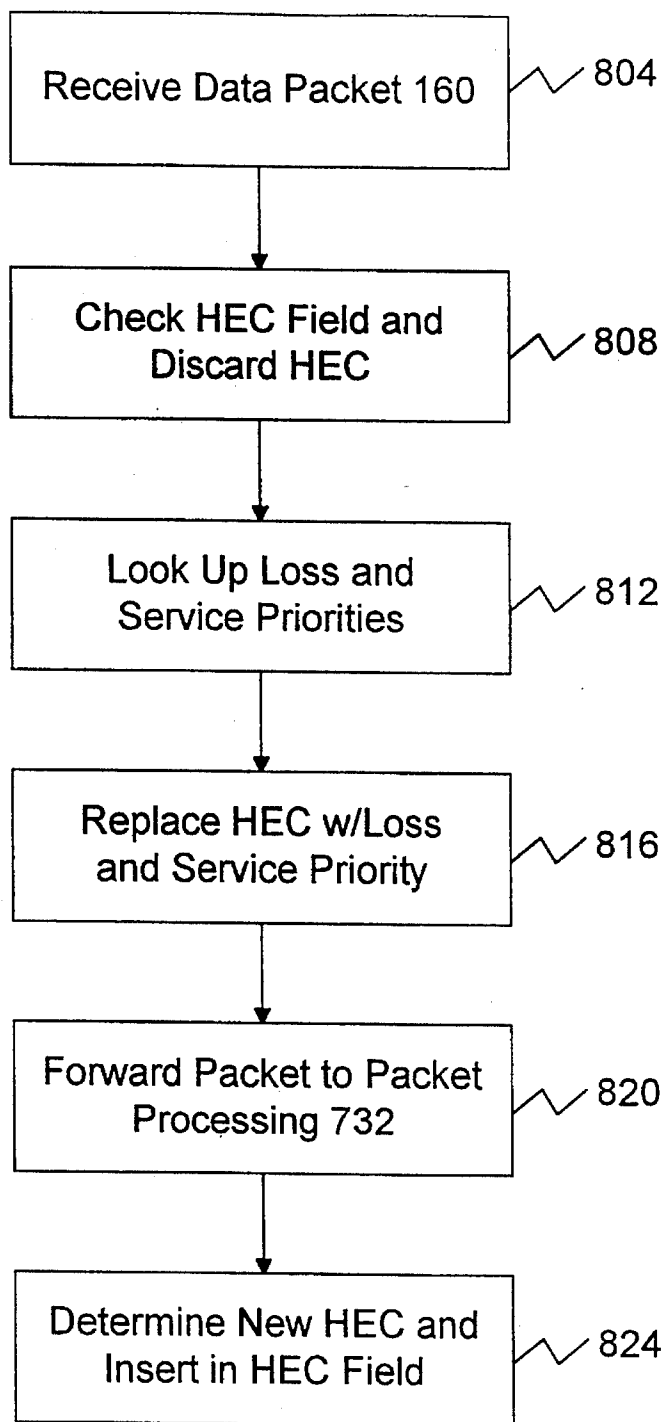 Receive Data Packet 160
804
Check HEC Field and
Discard HEC
808
Look Up Loss and
Service Priorities
812
Replace HEC w/Loss
and Service Priority
816
Forward Packet to Packet
Processing 732
820
Determine New HEC and
Insert in HEC Field
824